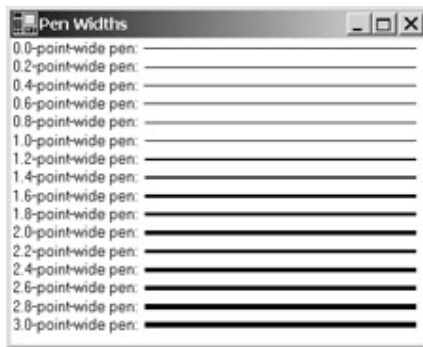 Pen Widths
0.0-point-wide pen:
0.2-point-wide pen:
0.4-point-wide pen:
0.6-point-wide pen:
0.8-point-wide pen:
1.0-point-wide pen:
1.2-point-wide pen:
1.4-point-wide pen:
1.6-point-wide pen:
1.8-point-wide pen:
2.0-point-wide pen:
2.2-point-wide pen:
2.4-point-wide pen:
2.6-point-wide pen:
2.8-point-wide pen:
3.0-point-wide pen: